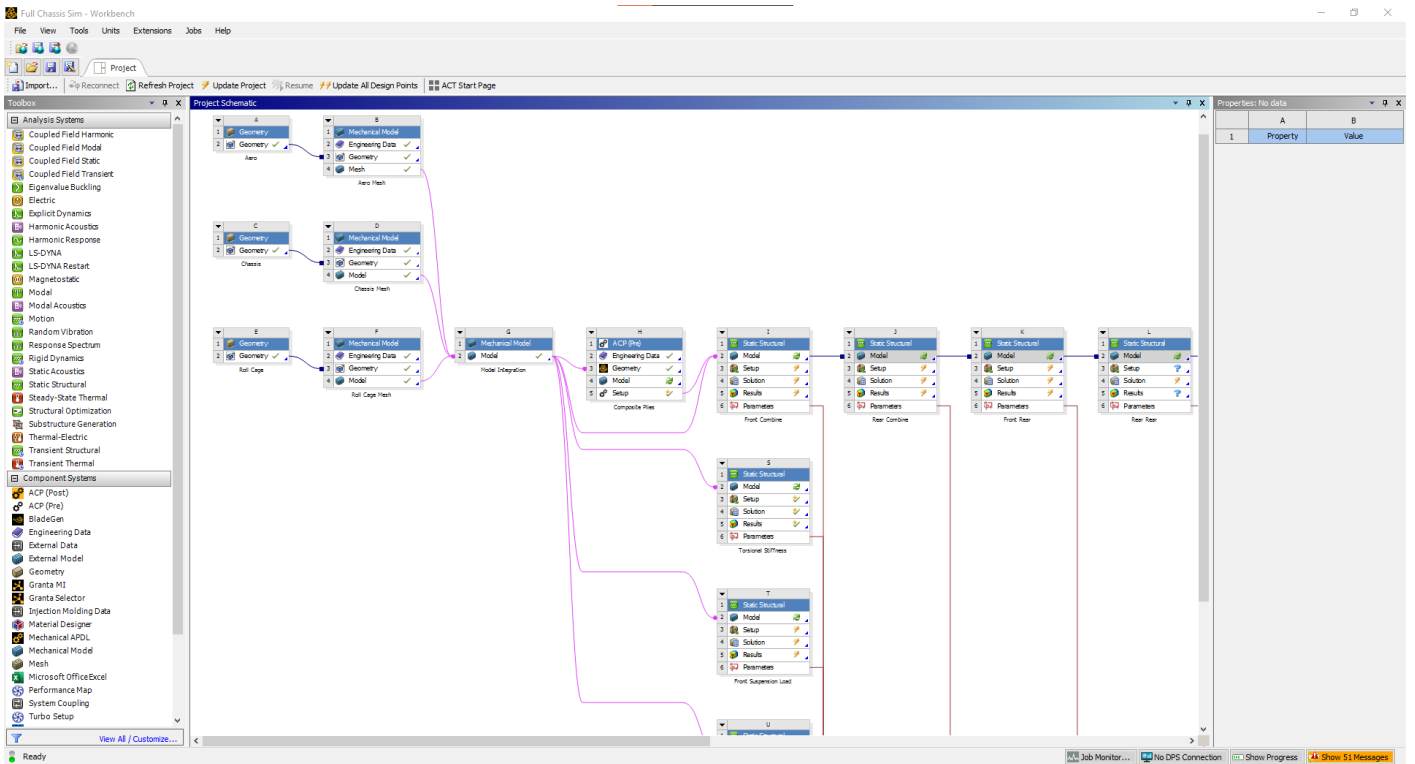 Full Chassis Sim - Workbench
File View Tools Units Extensions Jobs Help
Project
Import... Reconnect Refresh Project Update Project Resume Update All Design Points ACT Start Page
Toolbox
Analysis Systems
Coupled Field Harmonic
Coupled Field Modal
Coupled Field Static
Coupled Field Transient
Eigenvalue Buckling
Electric
Explicit Dynamics
Harmonic Acoustics
Harmonic Response
LS-DYNA
LS-DYNA Restart
Magnetostatic
Modal
Modal Acoustics
Motion
Random Vibration
Response Spectrum
Rigid Dynamics
Static Acoustics
Static Structural
Steady-State Thermal
Structural Optimization
Substructure Generation
Thermal-Electric
Transient Structural
Transient Thermal
Component Systems
ACP (Post)
ACP (Pre)
BladeGen
Engineering Data
External Data
External Model
Geometry
Granta MI
Granta Selector
Injection Molding Data
Material Designer
Mechanical APDL
Mechanical Model
Mesh
Microsoft Office Excel
Performance Map
System Coupling
Turbo Setup
View All / Customize...
Project Schematic
A
1 Geometry
2 Geometry
Aero
B
1 Mechanical Model
2 Engineering Data
3 Geometry
4 Mesh
Aero Mesh
C
1 Geometry
2 Geometry
Chassis
D
1 Mechanical Model
2 Engineering Data
3 Geometry
4 Model
Chassis Mesh
E
1 Geometry
2 Geometry
Roll Cage
F
1 Mechanical Model
2 Engineering Data
3 Geometry
4 Model
Roll Cage Mesh
G
1 Mechanical Model
2 Model
Model Integration
H
1 ACP (Pre)
2 Engineering Data
3 Geometry
4 Model
5 Setup
Composite Plies
I
1 Static Structural
2 Model
3 Setup
4 Solution
5 Results
6 Parameters
Front Combine
J
1 Static Structural
2 Model
3 Setup
4 Solution
5 Results
6 Parameters
Rear Combine
K
1 Static Structural
2 Model
3 Setup
4 Solution
5 Results
6 Parameters
Front Rear
L
1 Static Structural
2 Model
3 Setup
4 Solution
5 Results
6 Parameters
Rear Rear
S
1 Static Structural
2 Model
3 Setup
4 Solution
5 Results
6 Parameters
Torsional Stiffness
T
1 Static Structural
2 Model
3 Setup
4 Solution
5 Results
6 Parameters
Front Suspension Load
U
Properties: No data
A B
1 Property Value
Ready
Job Monitor... No DPS Connection Show Progress Show 51 Messages